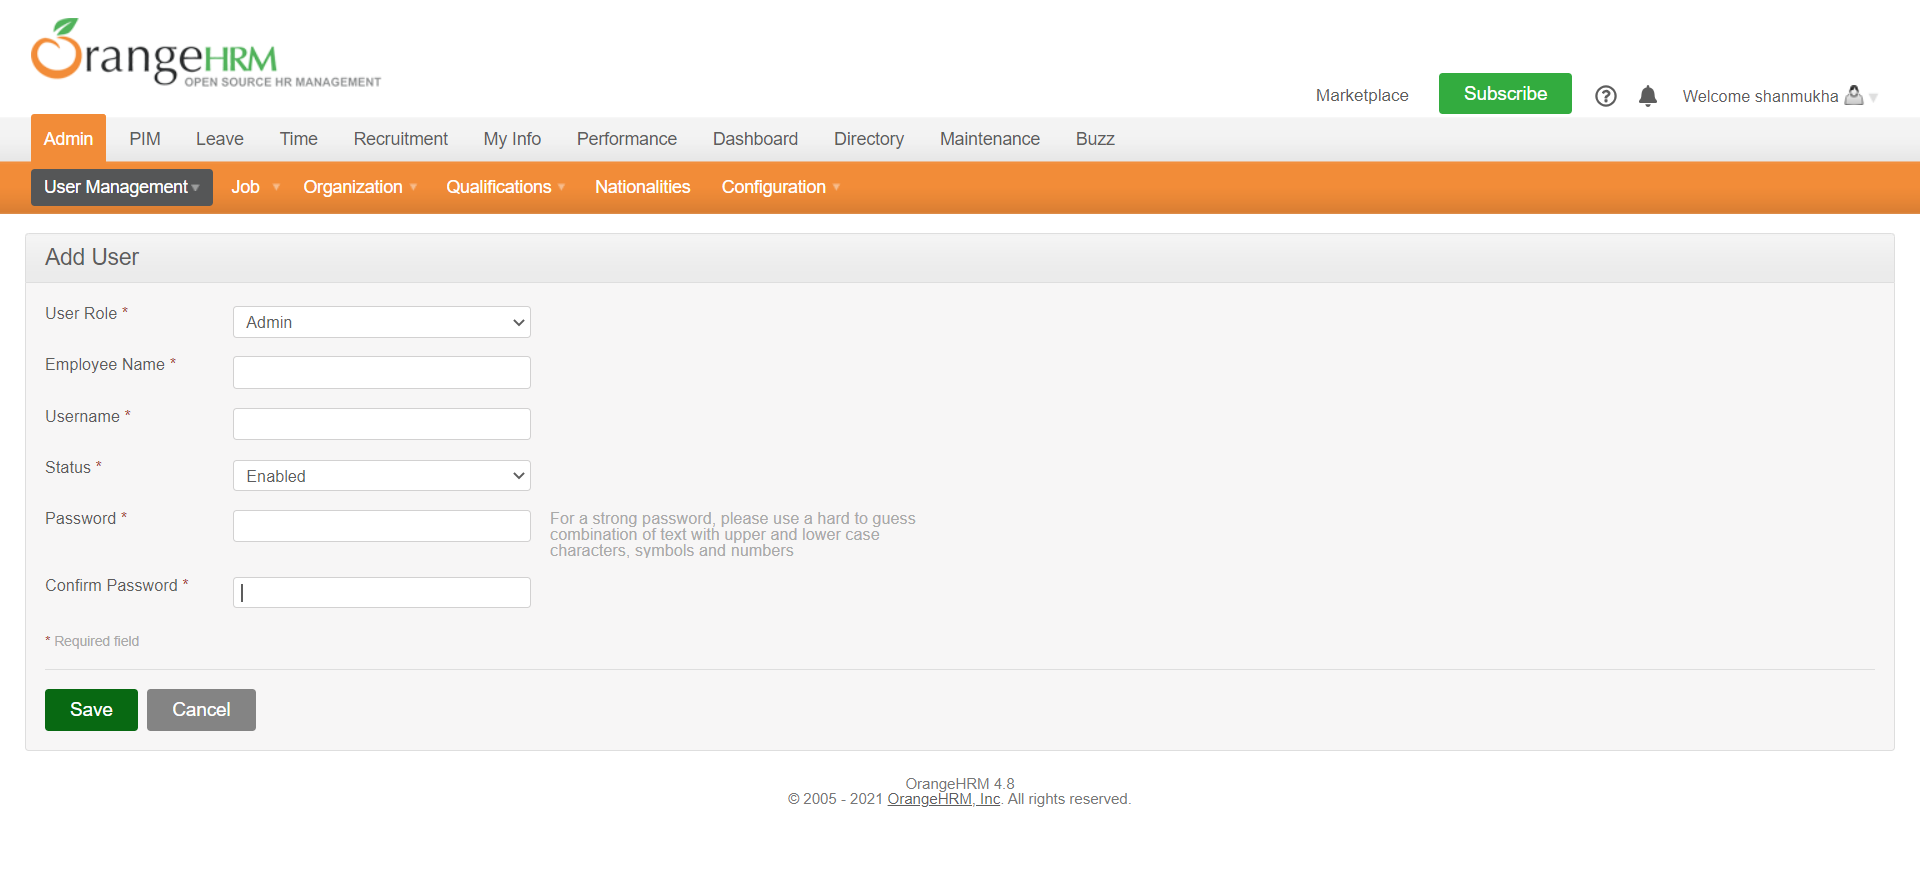 OrangeHRM
OPEN SOURCE HR MANAGEMENT
Marketplace
Subscribe
Welcome shanmukha
Admin PIM Leave Time Recruitment My Info Performance Dashboard Directory Maintenance Buzz
User Management Job Organization Qualifications Nationalities Configuration
Add User
User Role *
Admin
Employee Name *
Username *
Status *
Enabled
Password *
For a strong password, please use a hard to guess
combination of text with upper and lower case
characters, symbols and numbers
Confirm Password *
* Required field
Save
Cancel
OrangeHRM 4.8
© 2005 - 2021 OrangeHRM, Inc. All rights reserved.